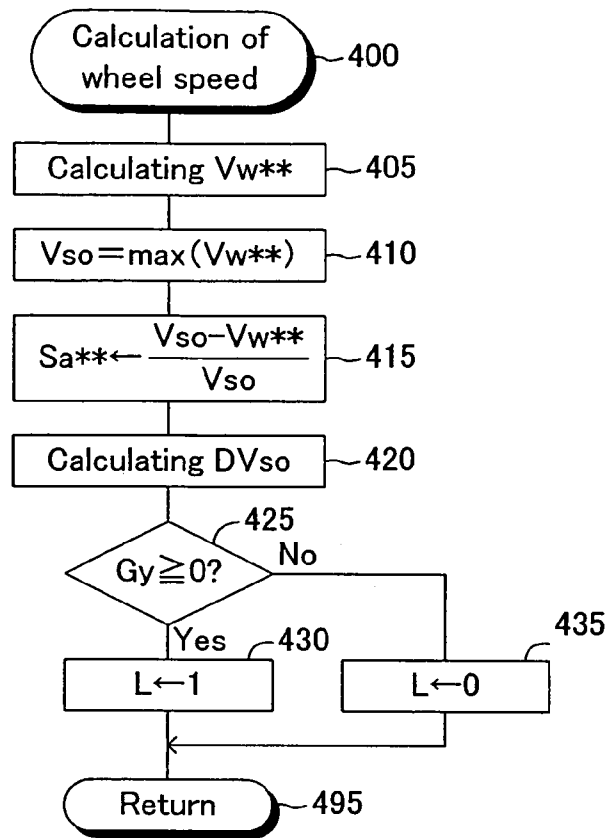 Calculation of
wheel speed
400
Calculating Vw**
405
Vso=max(Vw**)
410
Sa**←
Vso-Vw**
Vso
415
Calculating DVso
420
425
Gy≧0?
No
Yes
430
435
L←1
L←0
Return
495